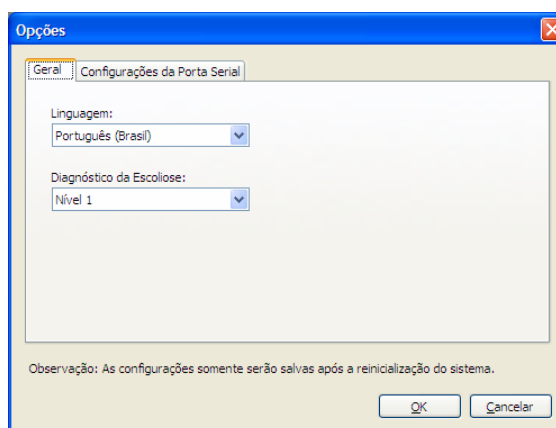 Opções
Geral
Configurações da Porta Serial
Linguagem:
Português (Brasil)
Diagnóstico da Escoliose:
Nível 1
Observação: As configurações somente serão salvas após a reinicialização do sistema.
OK
Cancelar